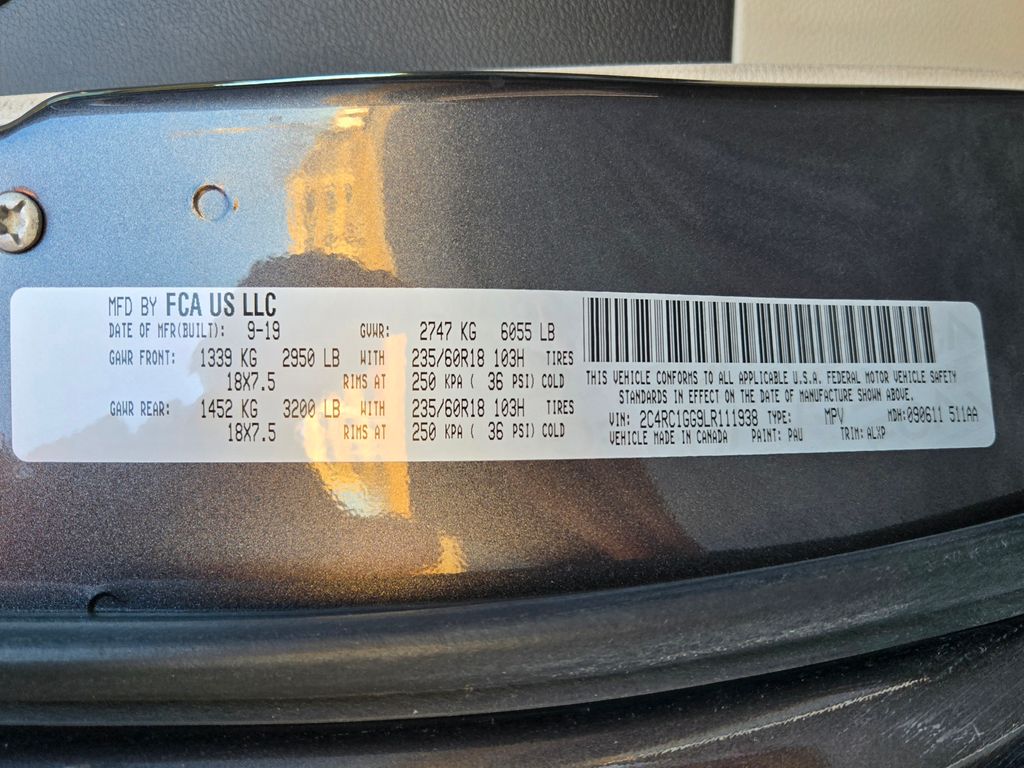 MFD BY FCA US LLC
DATE OF MFR(BUILT): 9-19 GVWR: 2747 KG 6055 LB
GAWR FRONT: 1339 KG 2950 LB WITH 235/60R18 103H TIRES
18X7.5 RIMS AT 250 KPA ( 36 PSI) COLD
GAWR REAR: 1452 KG 3200 LB WITH 235/60R18 103H TIRES
18X7.5 RIMS AT 250 KPA ( 36 PSI) COLD
THIS VEHICLE CONFORMS TO ALL APPLICABLE U.S.A. FEDERAL MOTOR VEHICLE SAFETY
STANDARDS IN EFFECT ON THE DATE OF MANUFACTURE SHOWN ABOVE.
VIN: 2C4RC1GG9LR111938 TYPE: MPV MDH: 090611 511AA
VEHICLE MADE IN CANADA PAINT: PAU TRIM: ALXP